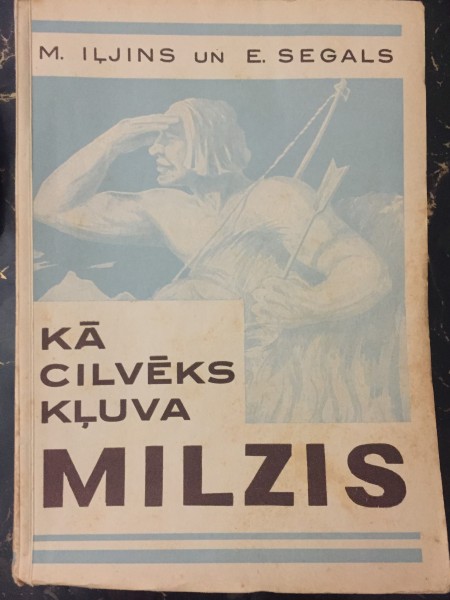 M. IĻJINS UN E. SEGALS
KĀ
CILVĒKS
KĻUVA
MILZIS